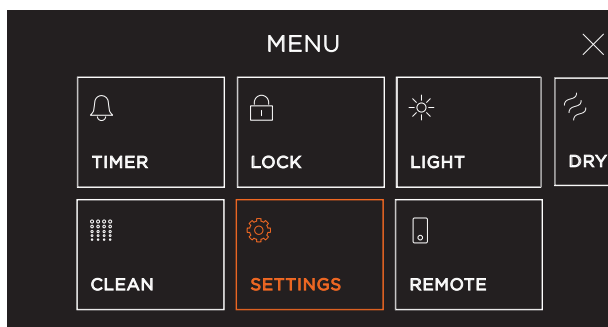 MENU
TIMER
LOCK
LIGHT
DRY
CLEAN
SETTINGS
REMOTE